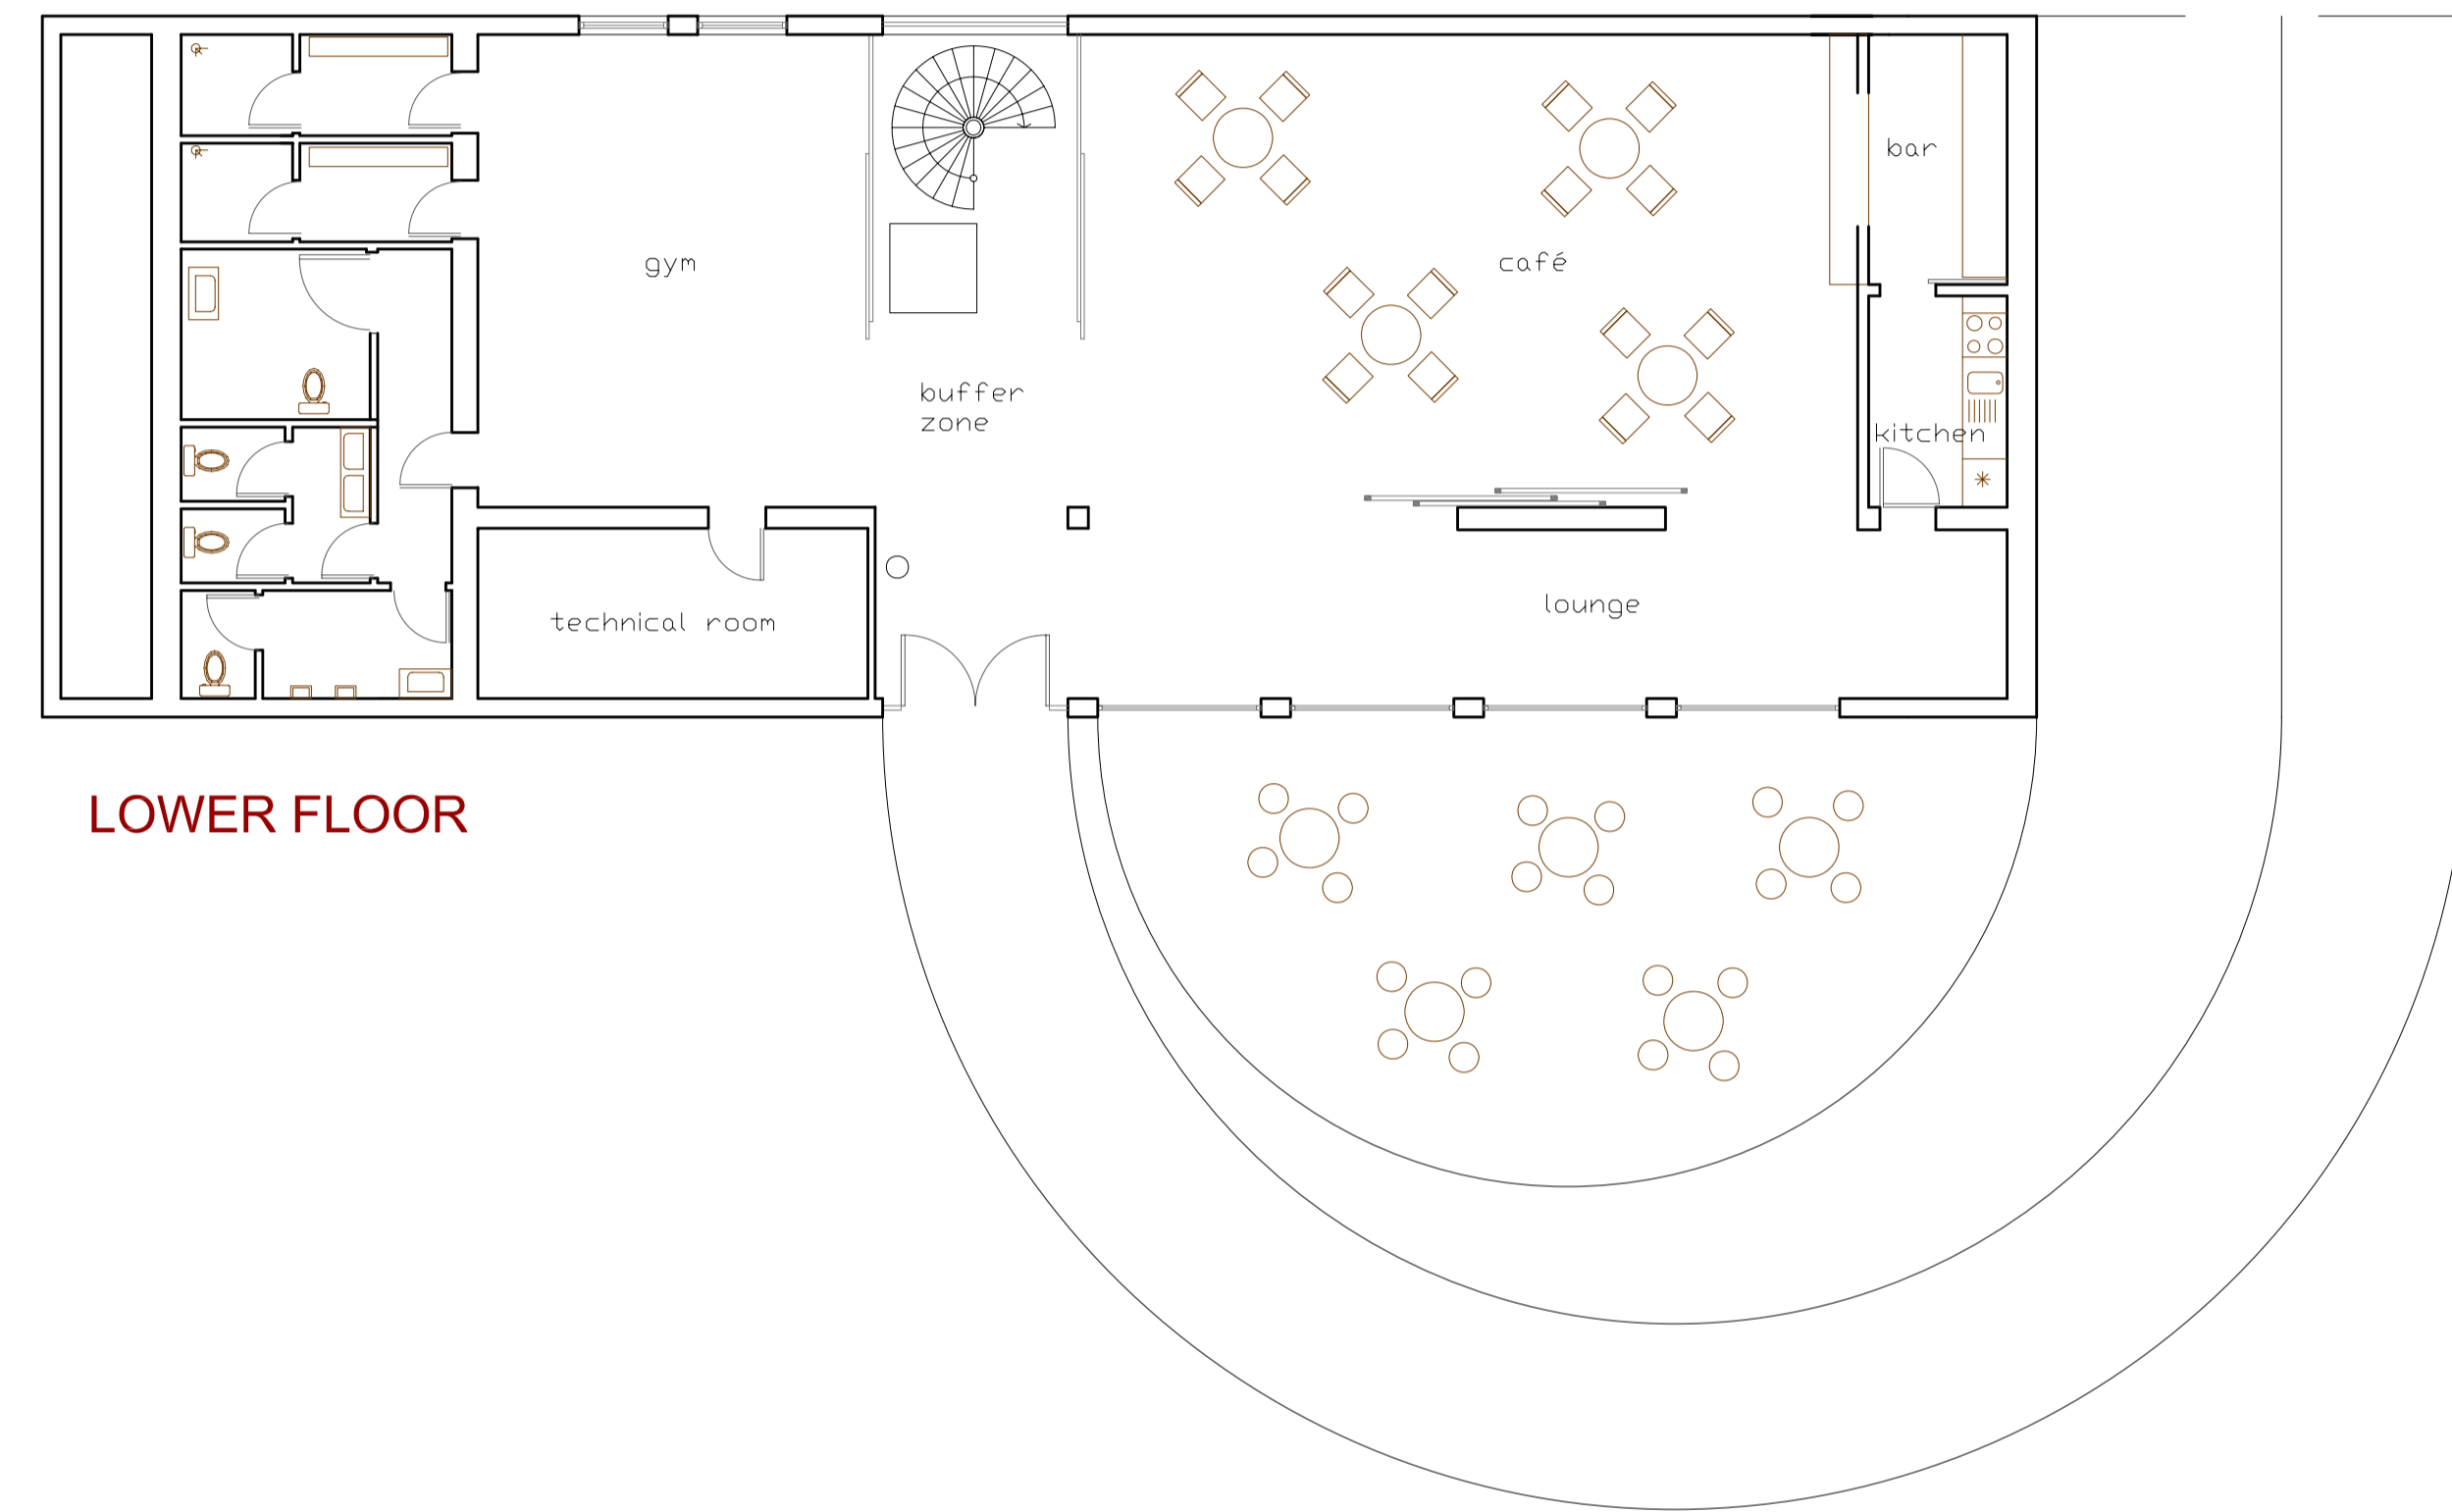 bar
gym
café
buffer
zone
kitchen
lounge
technical room
LOWER FLOOR